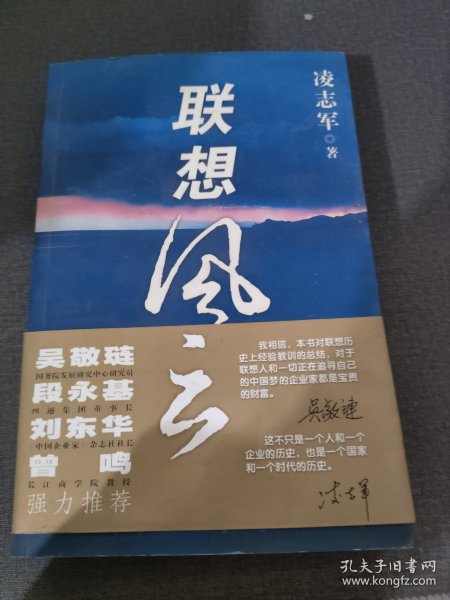 凌志军◎著
联想
风云
吴敬琏
国务院发展研究中心研究员
段永基
四通集团董事长
刘东华
中国企业家 杂志社社长
曾鸣
长江商学院教授
强力推荐
我相信，本书对联想历
史上经验教训的总结，对于
联想人和一切正在追寻自己
的中国梦的企业家都是宝贵
的财富。
吴敬琏
这不只是一个人和一个
企业的历史，也是一个国家
和一个时代的历史。
凌志军
孔夫子旧书网
www.kongfz.com